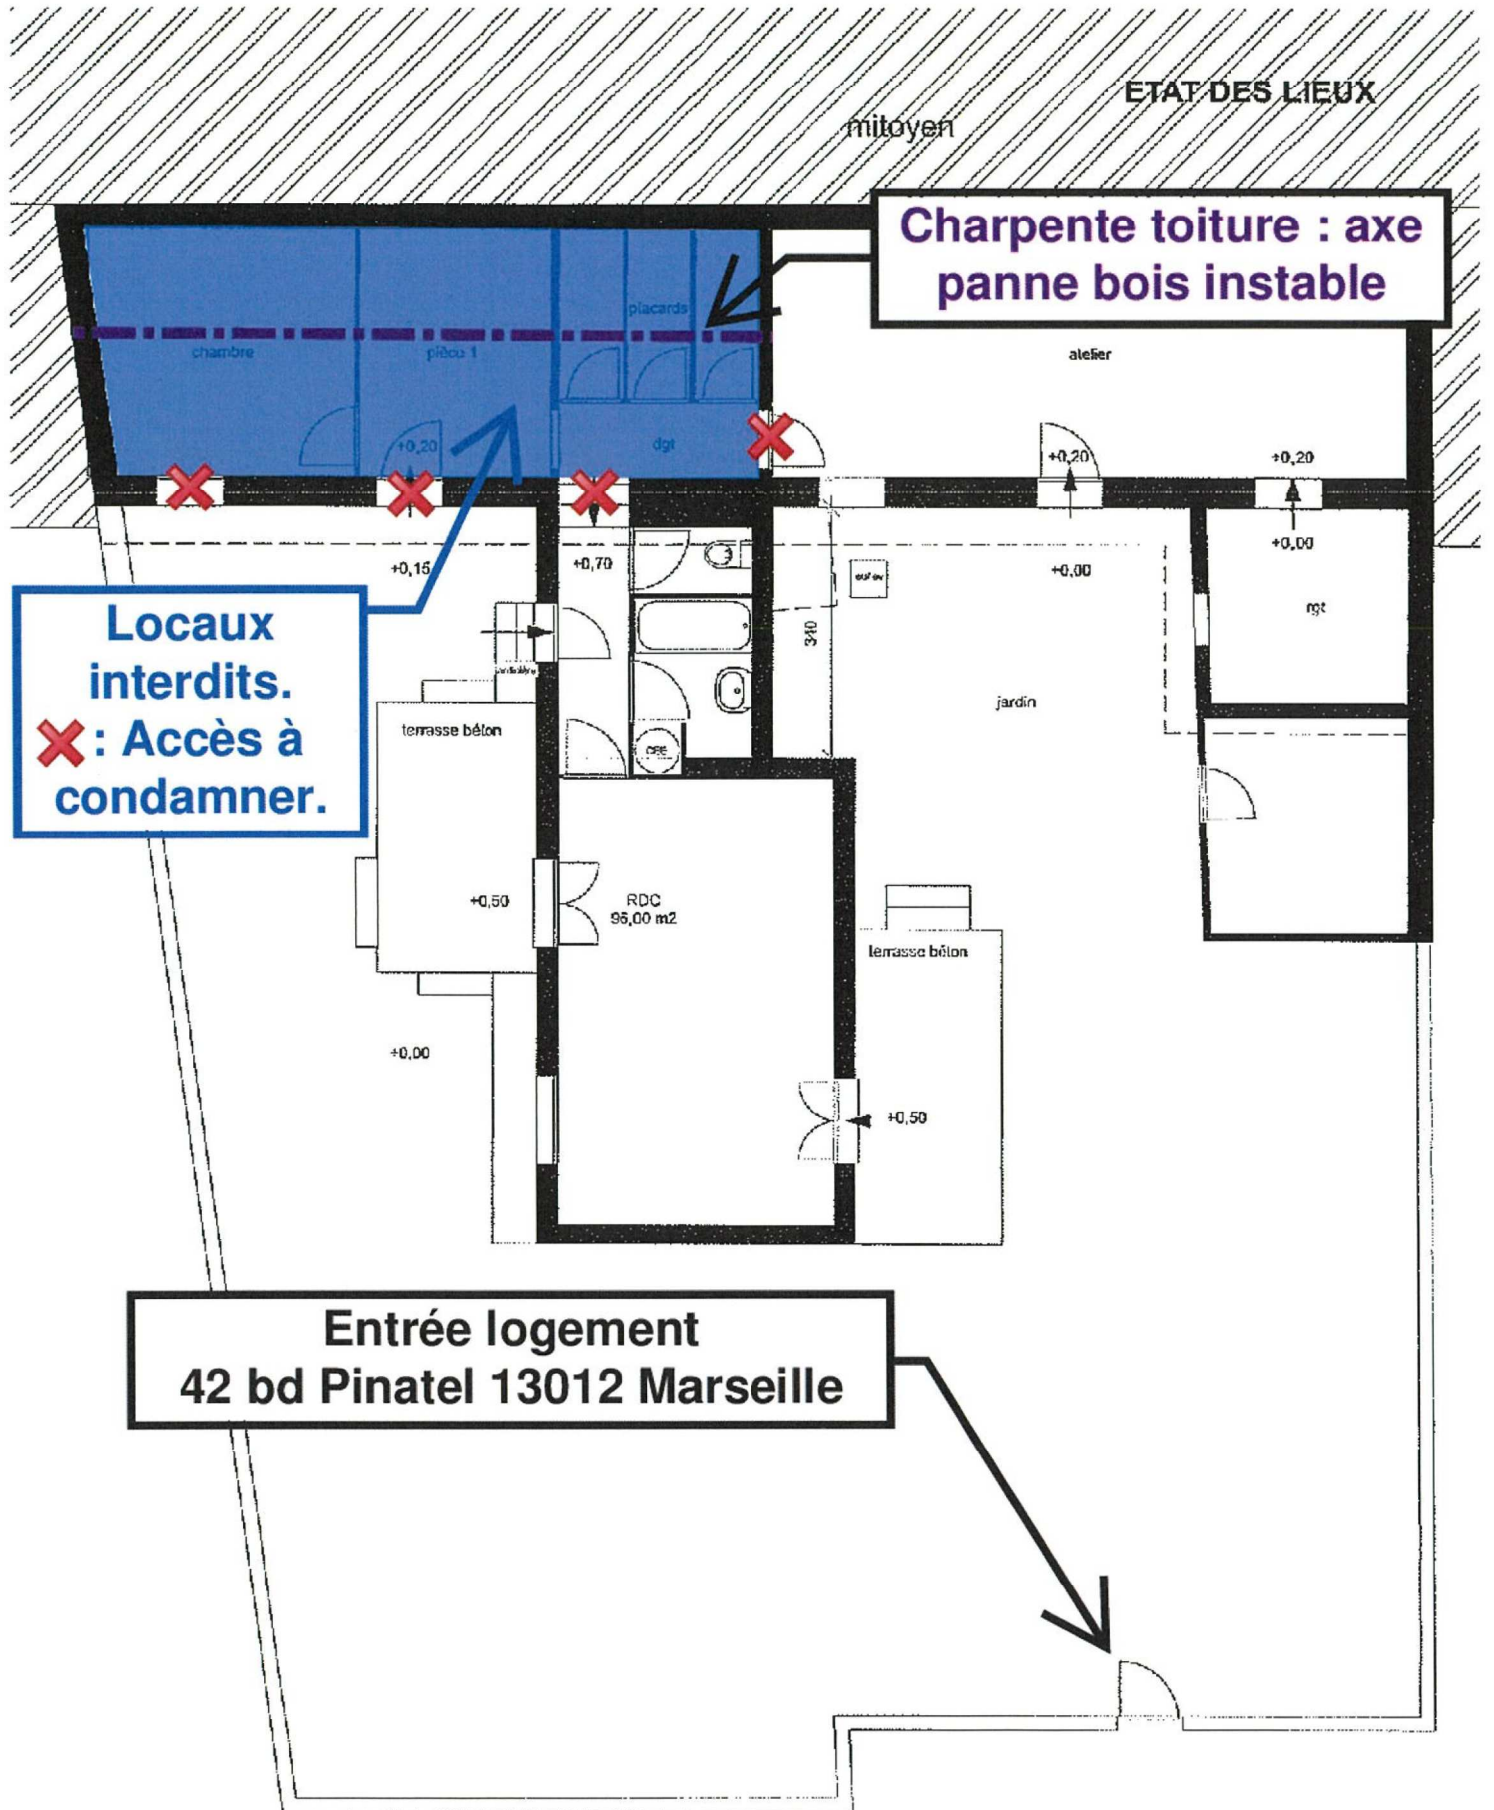 ETAT DES LIEUX
mitoyen
Charpente toiture : axe
panne bois instable
placards
chambre
pièce 1
atelier
+0,20
dgt
+0,20
+0,20
+0,15
+0,70
+0,00
+0,00
rgt
340
jardin
Locaux
interdits.
: Accès à
condamner.
terrasse béton
+0,50
RDC
96,00 m2
terrasse béton
+0,00
+0,50
Entrée logement
42 bd Pinatel 13012 Marseille